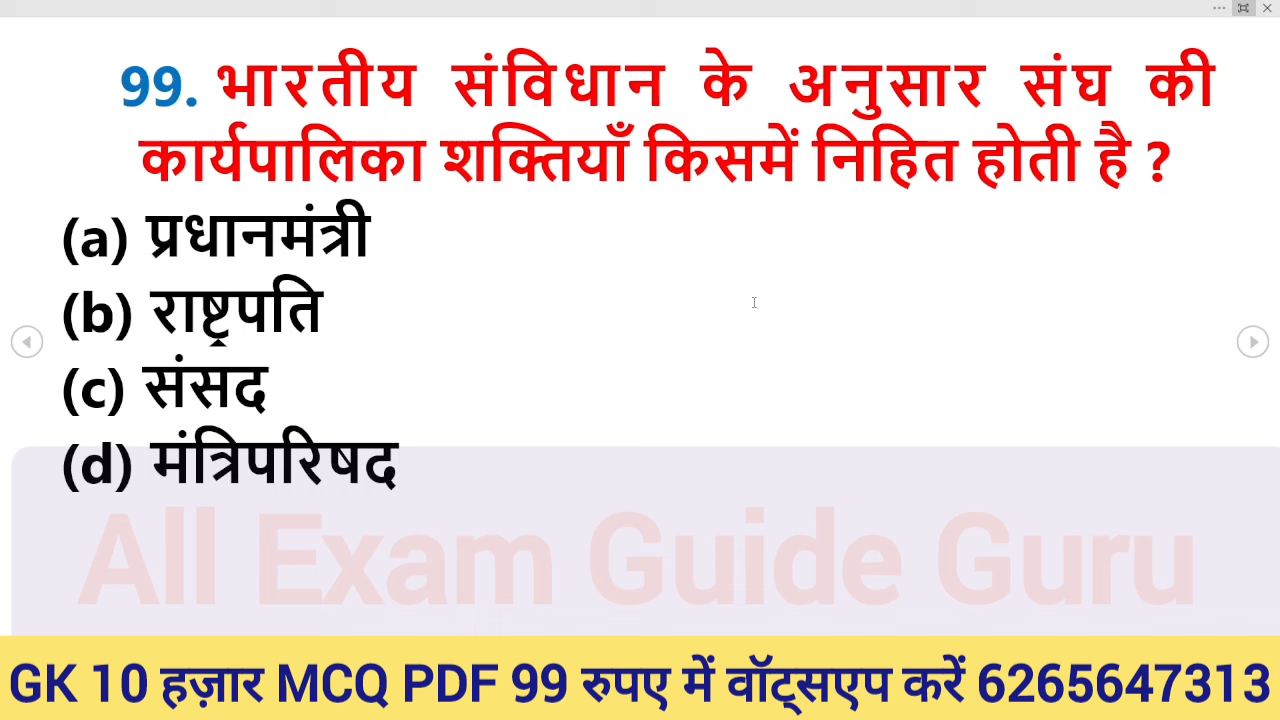 99. भारतीय संविधान के अनुसार संघ की
कार्यपालिका शक्तियाँ किसमें निहित होती है ?
(a) प्रधानमंत्री
(b) राष्ट्रपति
(c) संसद
(d) मंत्रिपरिषद
All Exam Guide Guru
GK 10 हज़ार MCQ PDF 99 रुपए में वॉट्सएप करें 6265647313